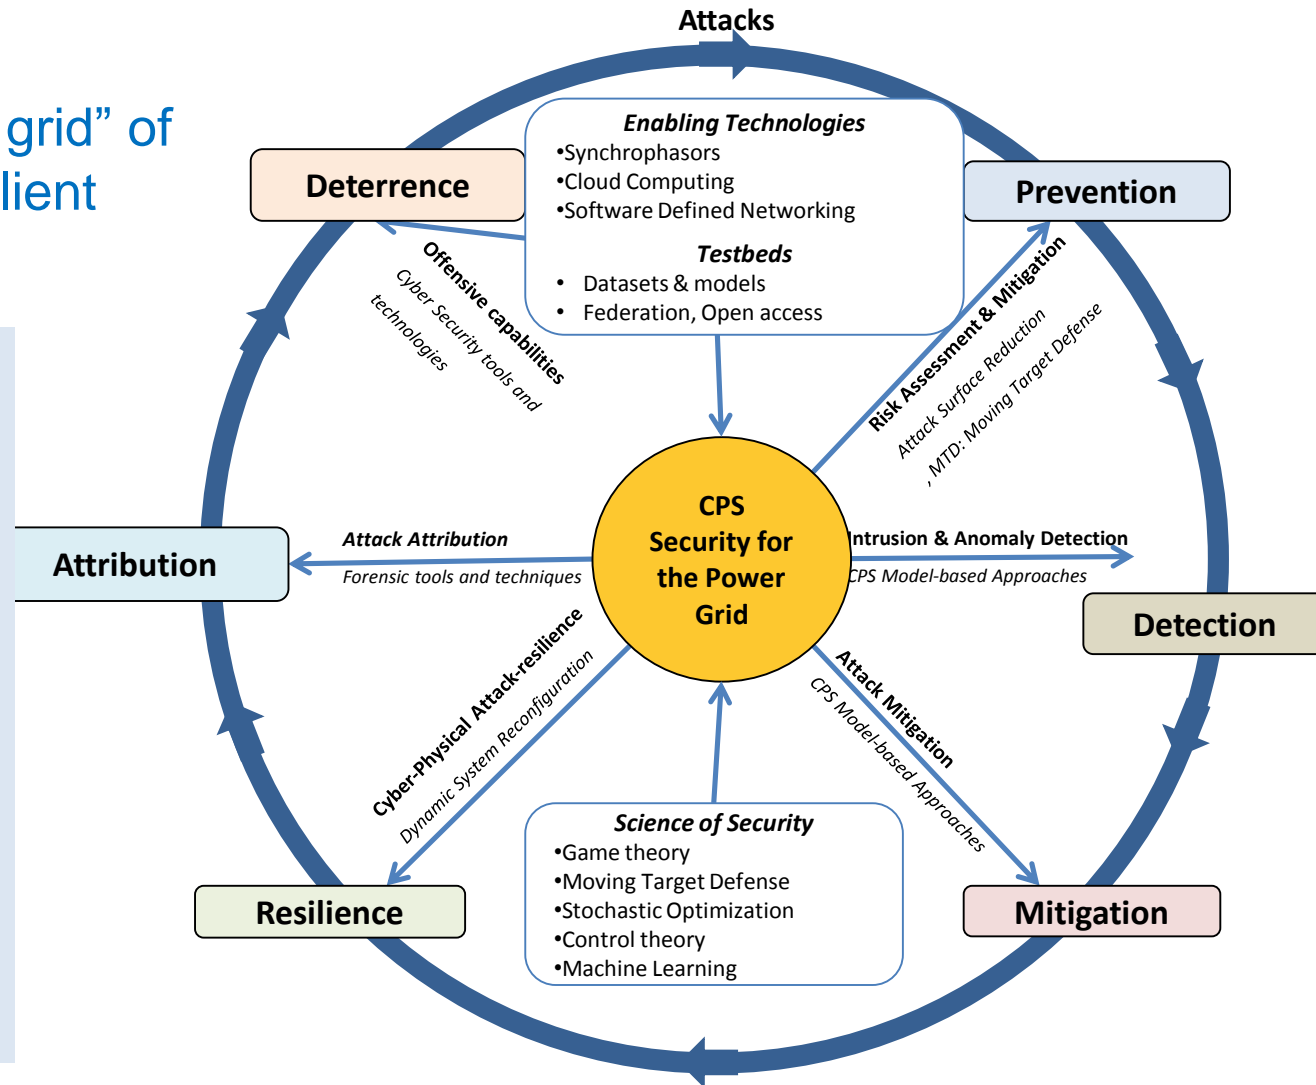 Attacks
grid” of
lient
Enabling Technologies
•Synchrophasors
•Cloud Computing
•Software Defined Networking
Testbeds
• Datasets & models
• Federation, Open access
Deterrence
Prevention
Offensive capabilities
Cyber Security tools and
technologies
Risk Assessment & Mitigation
Attack Surface Reduction
, MTD: Moving Target Defense
CPS
Security for
the Power
Grid
Attribution
Attack Attribution
Forensic tools and techniques
Intrusion & Anomaly Detection
CPS Model-based Approaches
Detection
Cyber-Physical Attack-resilience
Dynamic System Reconfiguration
Attack Mitigation
CPS Model-based Approaches
Science of Security
•Game theory
•Moving Target Defense
•Stochastic Optimization
•Control theory
•Machine Learning
Resilience
Mitigation